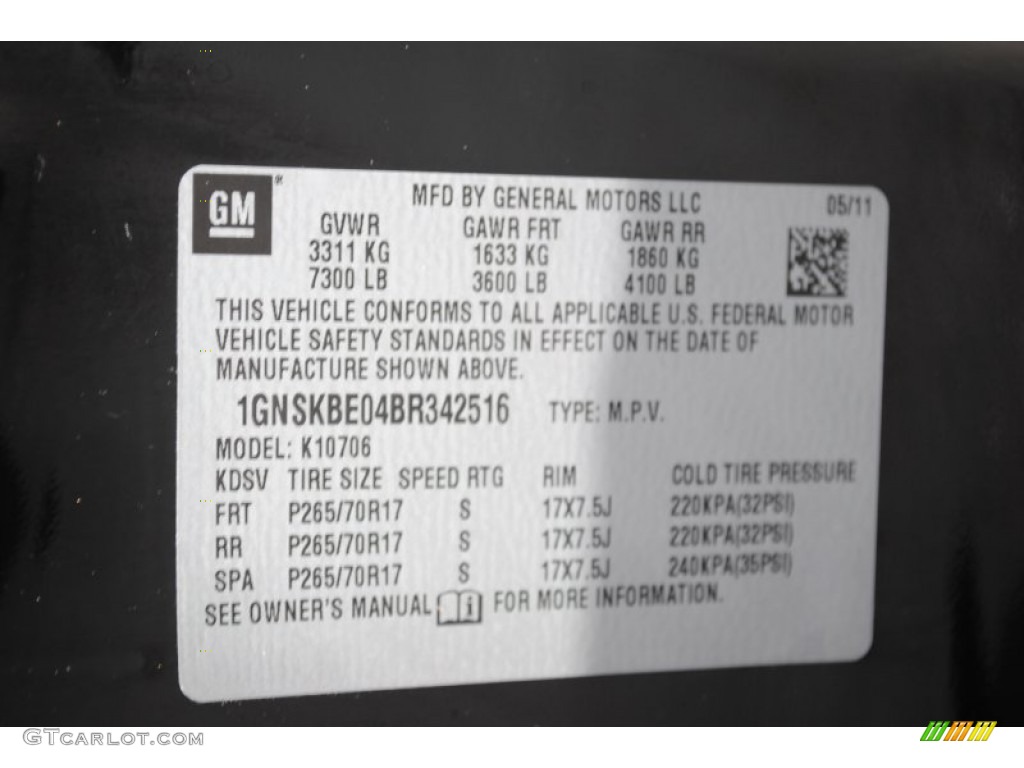 GM
MFD BY GENERAL MOTORS LLC 05/11
GVWR GAWR FRT GAWR RR
3311 KG 1633 KG 1860 KG
7300 LB 3600 LB 4100 LB
THIS VEHICLE CONFORMS TO ALL APPLICABLE U.S. FEDERAL MOTOR
VEHICLE SAFETY STANDARDS IN EFFECT ON THE DATE OF
MANUFACTURE SHOWN ABOVE.
1GNSKBE04BR342516 TYPE: M.P.V.
MODEL: K10706
KDSV TIRE SIZE SPEED RTG RIM COLD TIRE PRESSURE
FRT P265/70R17 S 17X7.5J 220KPA(32PSI)
RR P265/70R17 S 17X7.5J 220KPA(32PSI)
SPA P265/70R17 S 17X7.5J 240KPA(35PSI)
SEE OWNER'S MANUAL i FOR MORE INFORMATION.
GTcarlot.com